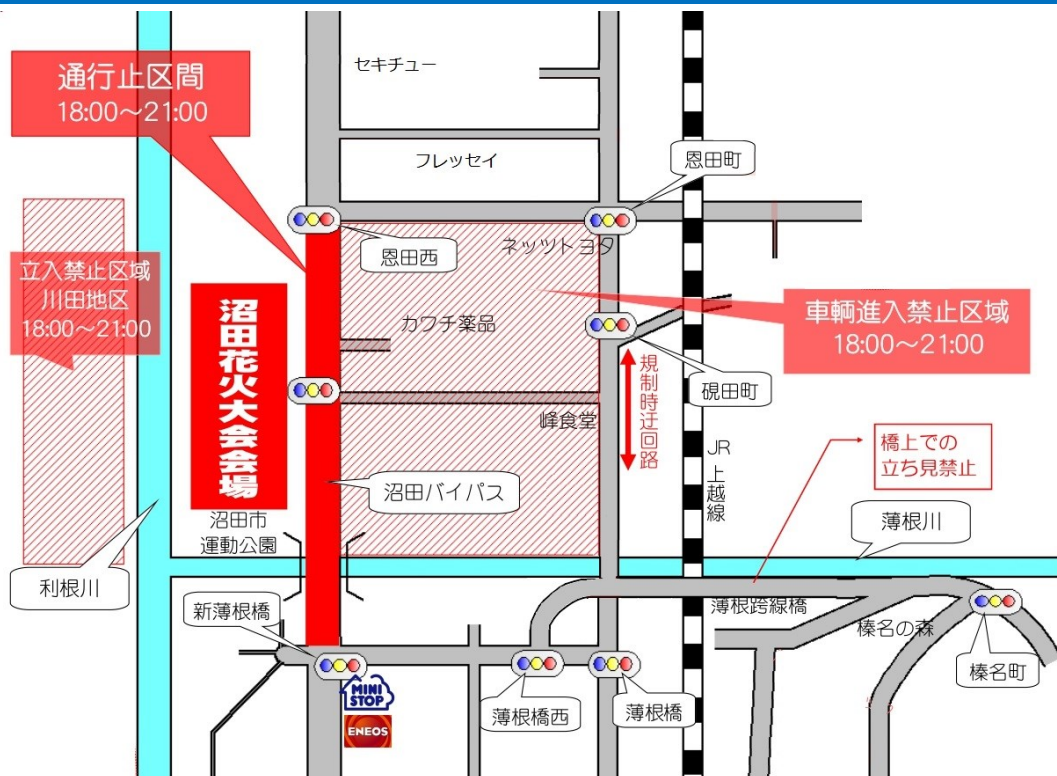 セキチュー
通行止区間
18:00～21:00
フレッセイ
恩田町
恩田西
ネッツトヨタ
立入禁止区域
川田地区
18:00～21:00
沼田花火大会会場
カワチ薬品
車輌進入禁止区域
18:00～21:00
規制時迂回路
硯田町
峰食堂
JR上越線
橋上での
立ち見禁止
沼田バイパス
沼田市
運動公園
薄根川
利根川
新薄根橋
薄根跨線橋
榛名の森
榛名町
MINI
STOP
ENEOS
薄根橋西
薄根橋